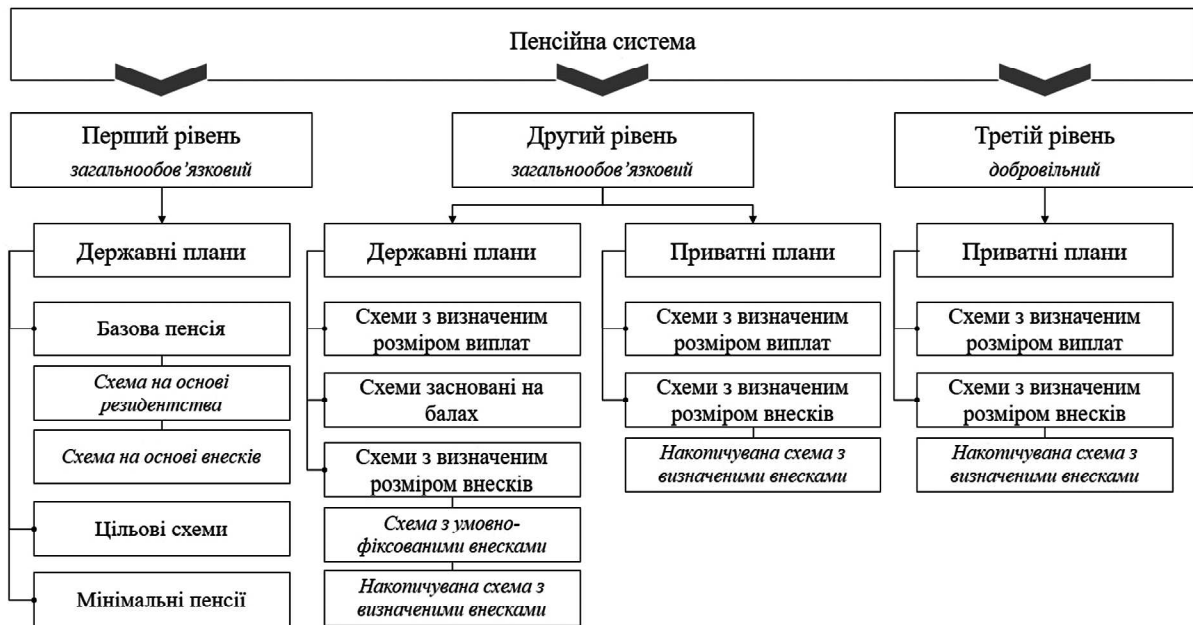 Пенсійна система
Перший рівень
загальнообов’язковий
Державні плани
Базова пенсія
Схема на основі
резидентства
Схема на основі внесків
Цільові схеми
Мінімальні пенсії
Другий рівень
загальнообов’язковий
Державні плани
Схеми з визначеним
розміром виплат
Схеми засновані на
балах
Схеми з визначеним
розміром внесків
Схема з умовно-
фіксованими внесками
Накопичувана схема з
визначеними внесками
Приватні плани
Схеми з визначеним
розміром виплат
Схеми з визначеним
розміром внесків
Накопичувана схема з
визначеними внесками
Третій рівень
добровільний
Приватні плани
Схеми з визначеним
розміром виплат
Схеми з визначеним
розміром внесків
Накопичувана схема з
визначеними внесками